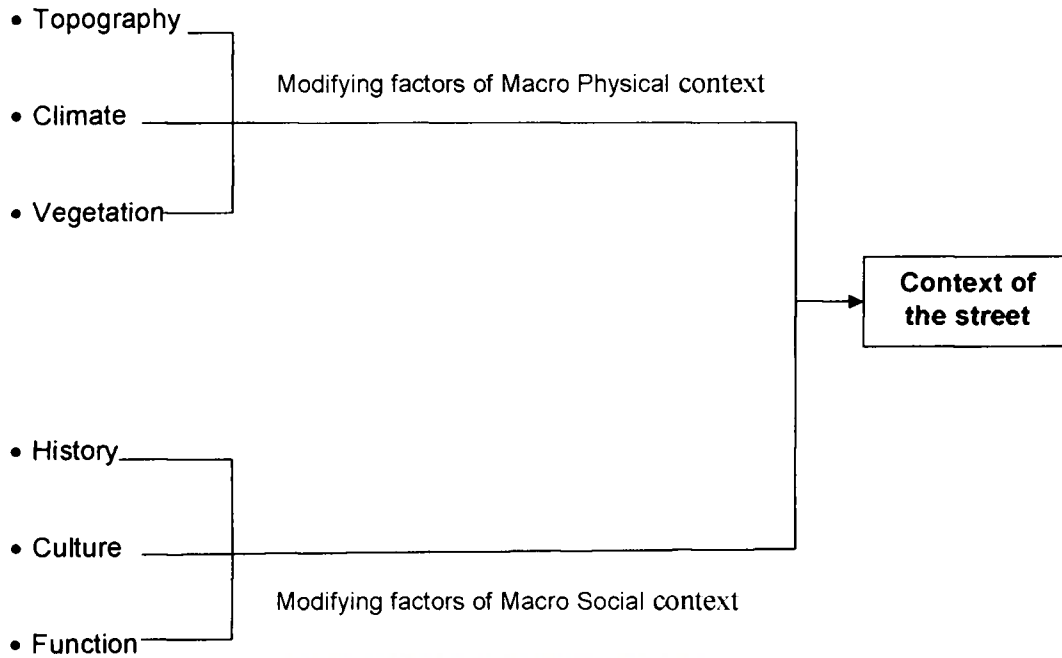 • Topography
Modifying factors of Macro Physical context
• Climate
• Vegetation
Context of
the street
• History
• Culture
Modifying factors of Macro Social context
• Function